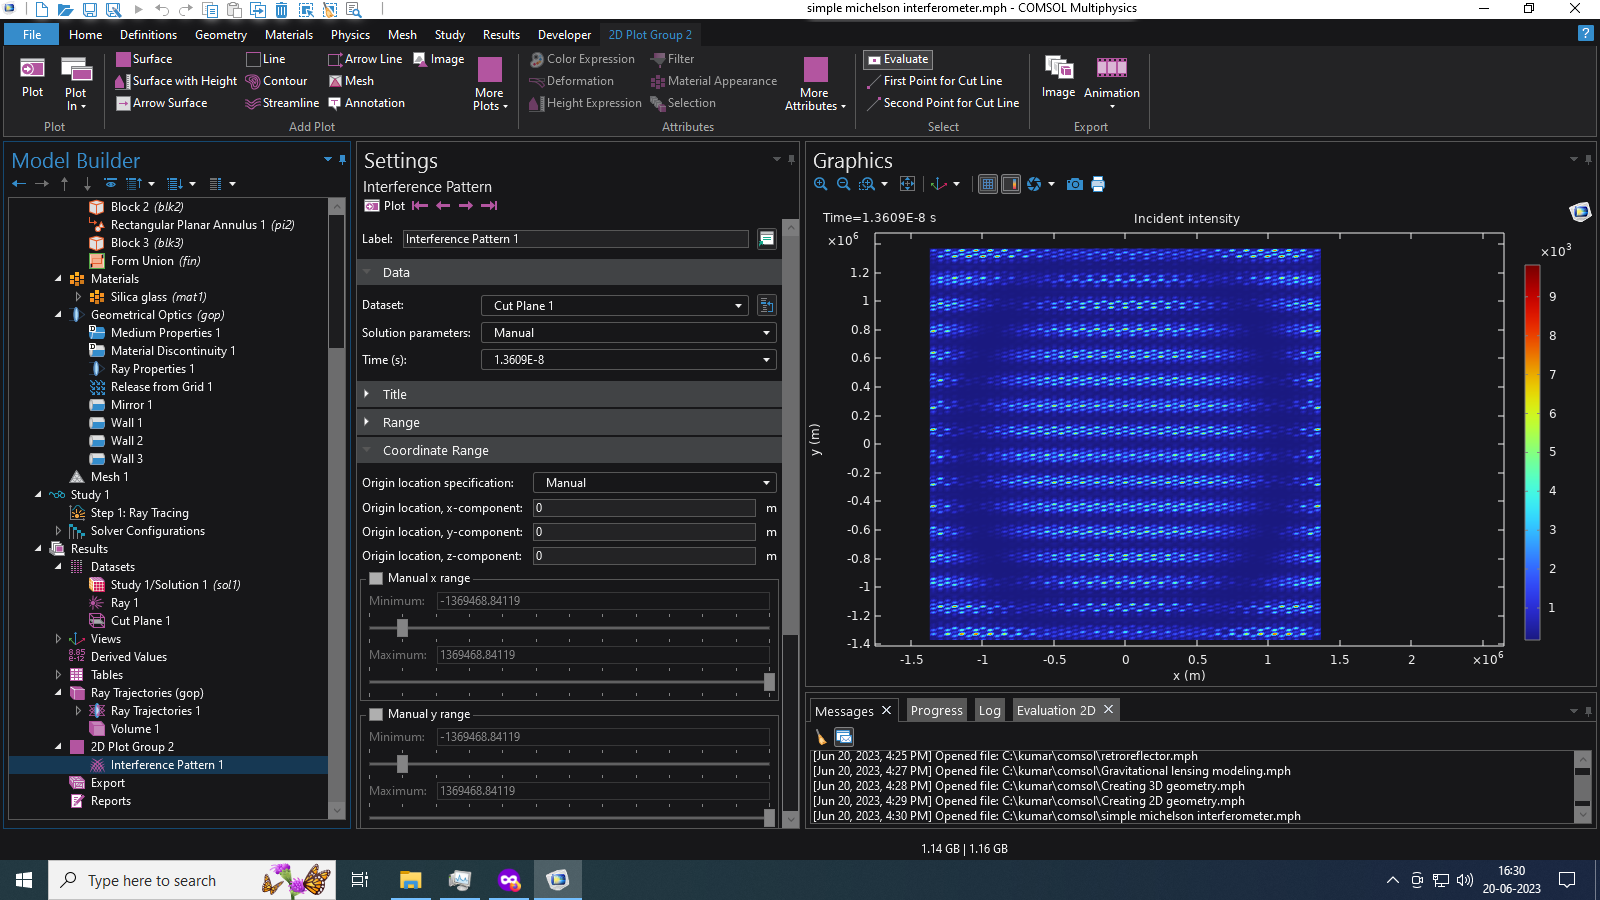 simple michelson interferometer.mph - COMSOL Multiphysics
File Home Definitions Geometry Materials Physics Mesh Study Results Developer 2D Plot Group 2 ?
Plot
Plot In
Plot
Surface Line Arrow Line Image
Surface with Height Contour Mesh
Arrow Surface Streamline Annotation
More Plots
Add Plot
Color Expression Filter
Deformation Material Appearance
Height Expression Selection
More Attributes
Attributes
Evaluate
First Point for Cut Line
Second Point for Cut Line
Select
Image
Animation
Export
Model Builder
Block 2 (blk2)
Rectangular Planar Annulus 1 (pi2)
Block 3 (blk3)
Form Union (fin)
Materials
Silica glass (mat1)
Geometrical Optics (gop)
Medium Properties 1
Material Discontinuity 1
Ray Properties 1
Release from Grid 1
Mirror 1
Wall 1
Wall 2
Wall 3
Mesh 1
Study 1
Step 1: Ray Tracing
Solver Configurations
Results
Datasets
Study 1/Solution 1 (sol1)
Ray 1
Cut Plane 1
Views
8.85 e-12 Derived Values
Tables
Ray Trajectories (gop)
Ray Trajectories 1
Volume 1
2D Plot Group 2
Interference Pattern 1
Export
Reports
Settings
Interference Pattern
Plot
Label: Interference Pattern 1
Data
Dataset: Cut Plane 1
Solution parameters: Manual
Time (s): 1.3609E-8
Title
Range
Coordinate Range
Origin location specification: Manual
Origin location, x-component: 0 m
Origin location, y-component: 0 m
Origin location, z-component: 0 m
Manual x range
Minimum: -1369468.84119
Maximum: 1369468.84119
Manual y range
Minimum: -1369468.84119
Maximum: 1369468.84119
Graphics
Time=1.3609E-8 s Incident intensity
×10⁶
1.2
1
0.8
0.6
0.4
0.2
0
-0.2
-0.4
-0.6
-0.8
-1
-1.2
-1.4
y (m)
-1.5 -1 -0.5 0 0.5 1 1.5 2 ×10⁶
x (m)
×10³
9
8
7
6
5
4
3
2
1
Messages Progress Log Evaluation 2D
[Jun 20, 2023, 4:25 PM] Opened file: C:\kumar\comsol\retroreflector.mph
[Jun 20, 2023, 4:27 PM] Opened file: C:\kumar\comsol\Gravitational lensing modeling.mph
[Jun 20, 2023, 4:28 PM] Opened file: C:\kumar\comsol\Creating 3D geometry.mph
[Jun 20, 2023, 4:29 PM] Opened file: C:\kumar\comsol\Creating 2D geometry.mph
[Jun 20, 2023, 4:30 PM] Opened file: C:\kumar\comsol\simple michelson interferometer.mph
1.14 GB | 1.16 GB
Type here to search
16:30
20-06-2023